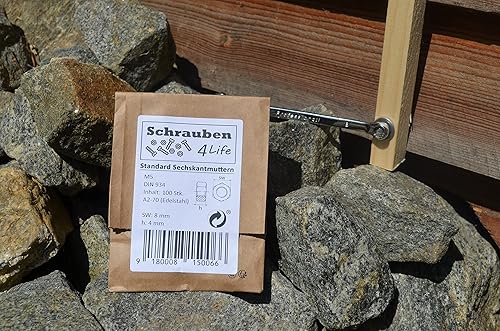 Schrauben
4Life
Standard Sechskantmuttern
M5
DIN 934
Inhalt: 100 Stk.
A2-70 (Edelstahl)
SW
h
SW: 8 mm
h: 4 mm
9 180008 150066